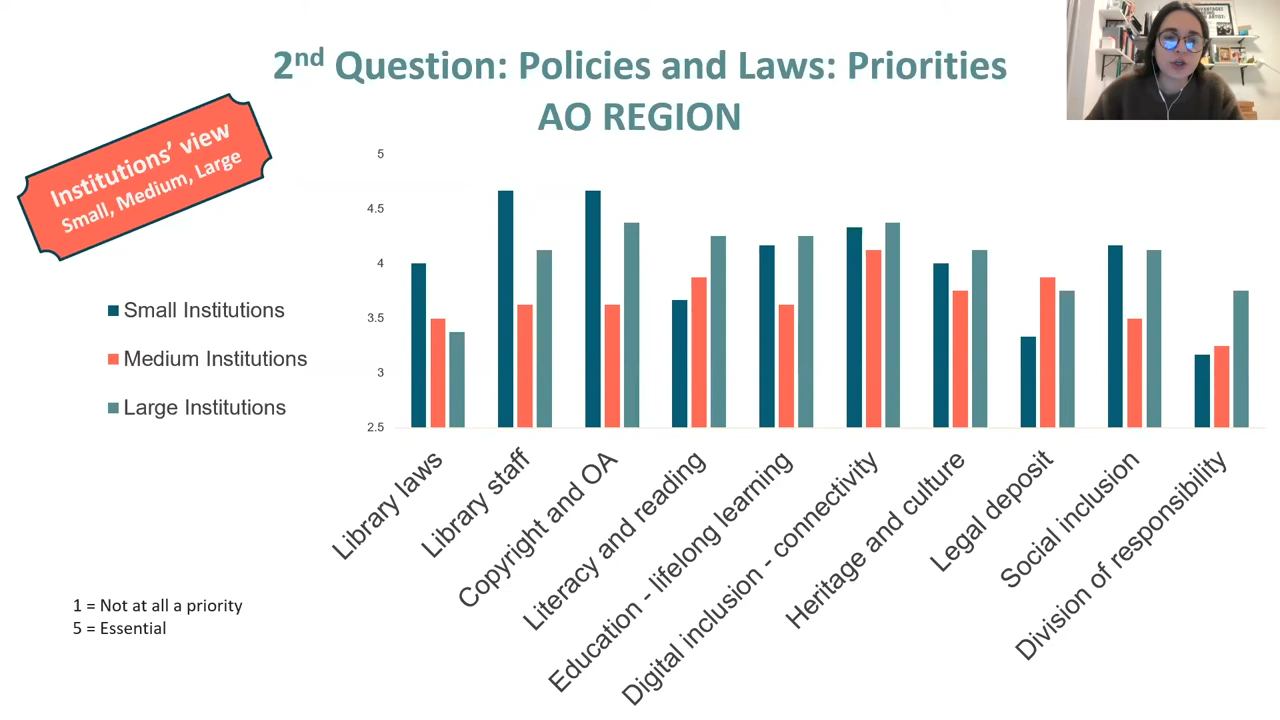 2nd Question: Policies and Laws: Priorities
AO REGION
Institutions' view
Small, Medium, Large
Small Institutions
Medium Institutions
Large Institutions
5
4.5
4
3.5
3
2.5
Library laws
Library staff
Copyright and OA
Literacy and reading
Education - lifelong learning
Digital inclusion - connectivity
Heritage and culture
Legal deposit
Social inclusion
Division of responsibility
1 = Not at all a priority
5 = Essential